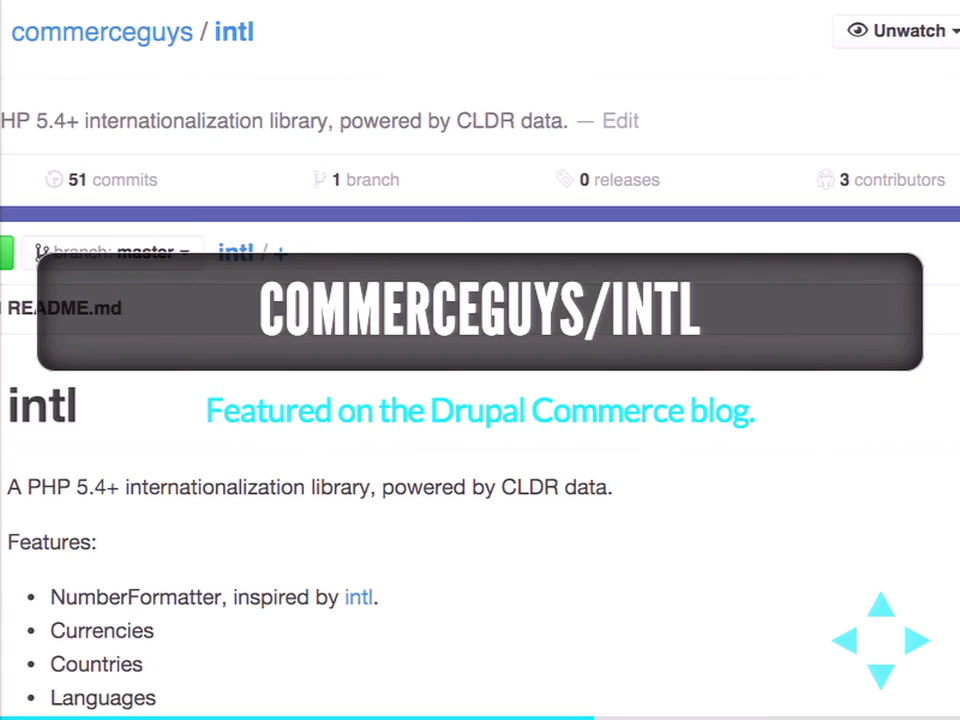 commerceguys / intl
Unwatch
HP 5.4+ internationalization library, powered by CLDR data. — Edit
51 commits
1 branch
0 releases
3 contributors
branch: master
intl / +
README.md
COMMERCEGUYS/INTL
intl
Featured on the Drupal Commerce blog.
A PHP 5.4+ internationalization library, powered by CLDR data.
Features:
• NumberFormatter, inspired by intl.
• Currencies
• Countries
• Languages